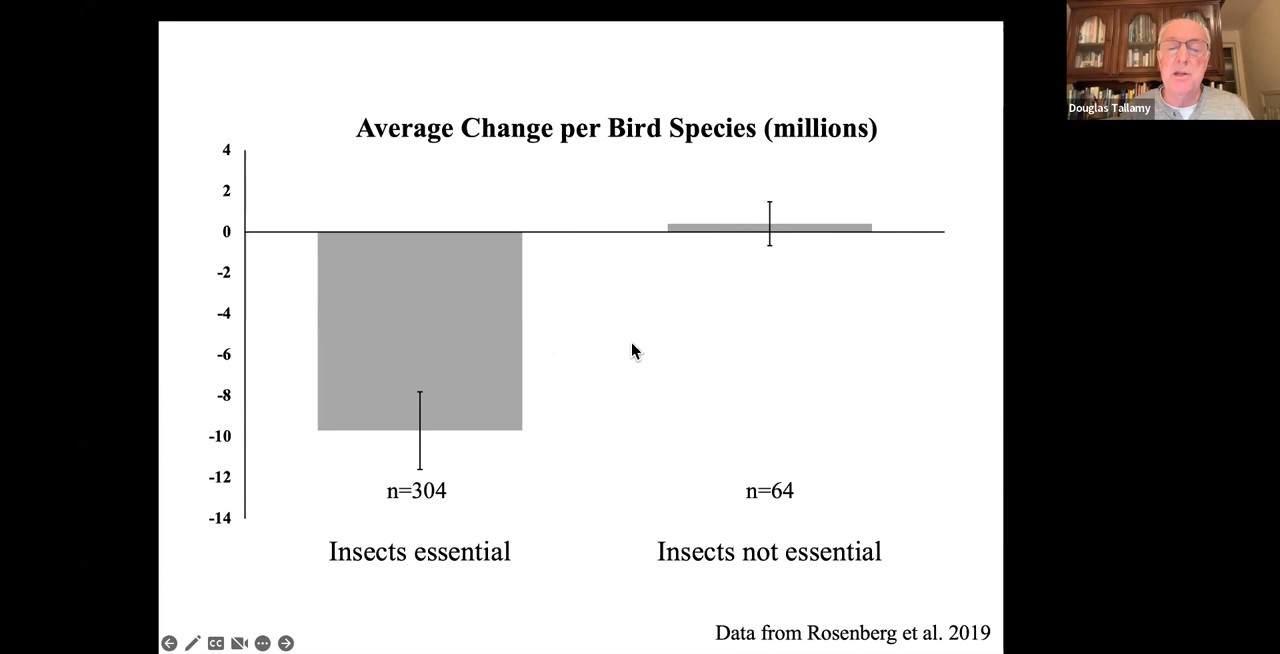 Douglas Tallamy
Average Change per Bird Species (millions)
4
2
0
-2
-4
-6
-8
-10
-12
-14
n=304
n=64
Insects essential
Insects not essential
Data from Rosenberg et al. 2019
CC